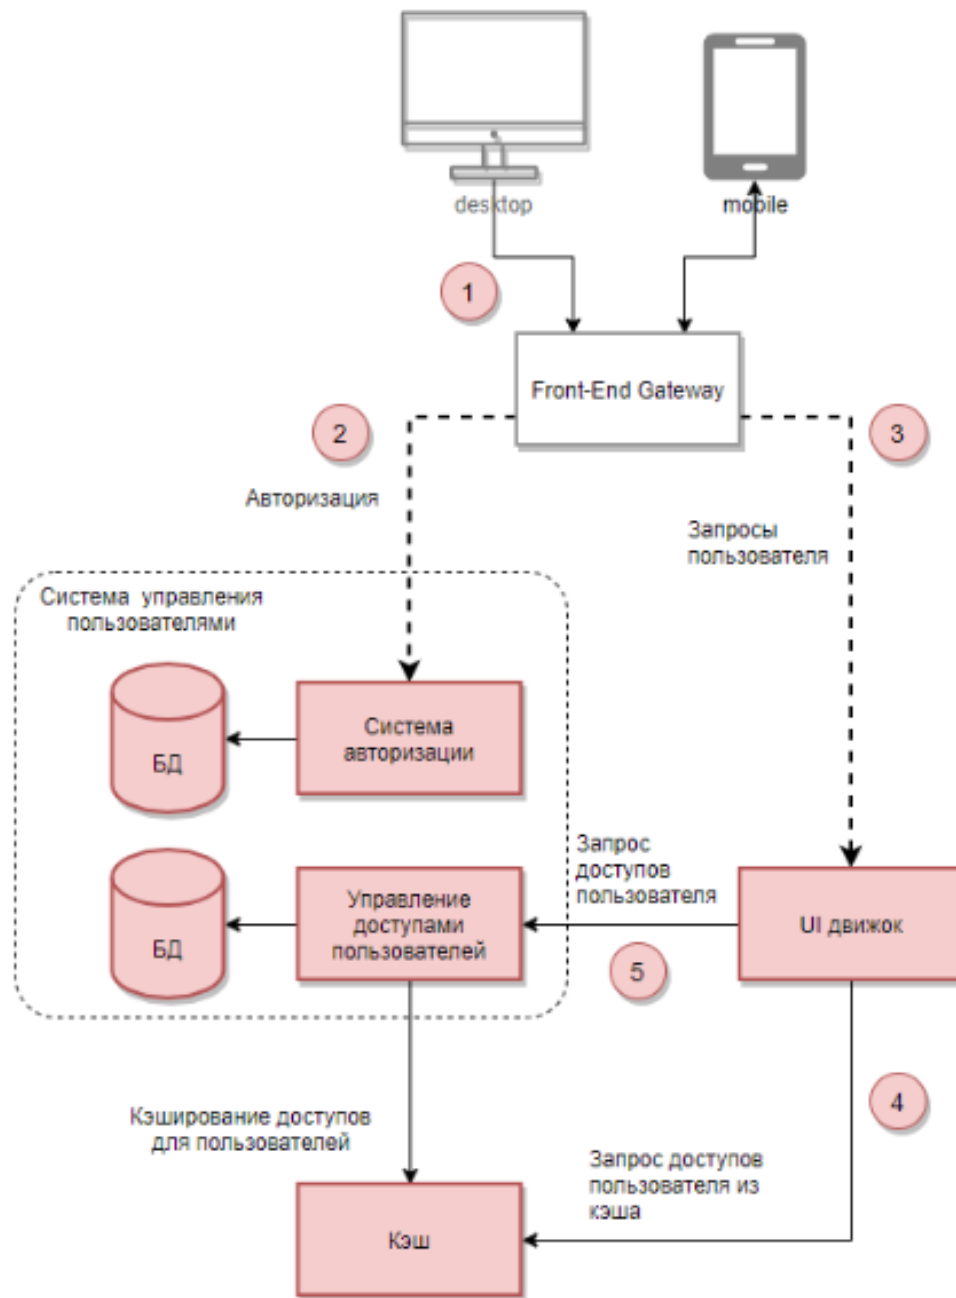 desktop
mobile
1
Front-End Gateway
2
3
Авторизация
Запросы
пользователя
Система управления
пользователями
Система
авторизации
БД
Запрос
доступов
пользователя
Управление
доступами
пользователей
БД
UI движок
5
4
Кэширование доступов
для пользователей
Запрос доступов
пользователя из
кэша
Кэш